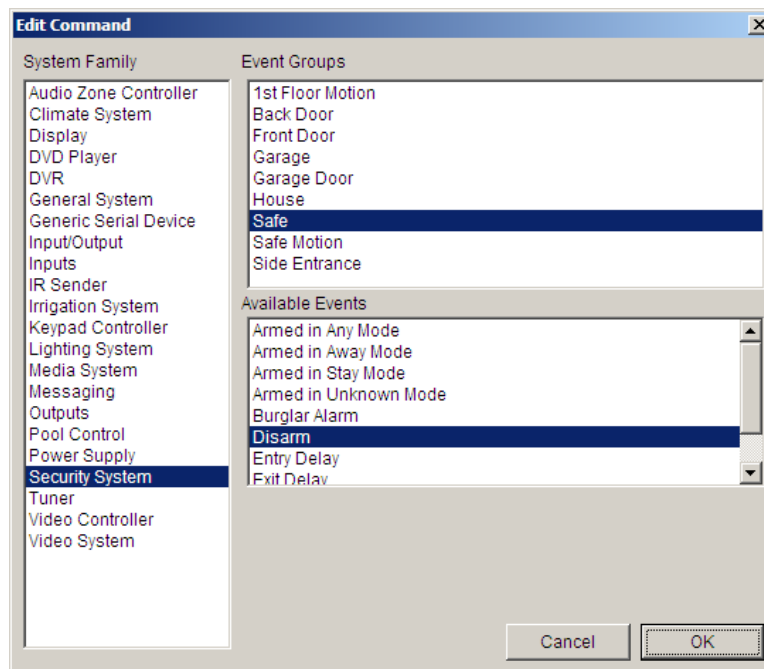 Edit Command
System Family
Audio Zone Controller
Climate System
Display
DVD Player
DVR
General System
Generic Serial Device
Input/Output
Inputs
IR Sender
Irrigation System
Keypad Controller
Lighting System
Media System
Messaging
Outputs
Pool Control
Power Supply
Security System
Tuner
Video Controller
Video System
Event Groups
1st Floor Motion
Back Door
Front Door
Garage
Garage Door
House
Safe
Safe Motion
Side Entrance
Available Events
Armed in Any Mode
Armed in Away Mode
Armed in Stay Mode
Armed in Unknown Mode
Burglar Alarm
Disarm
Entry Delay
Exit Delay
Cancel
OK